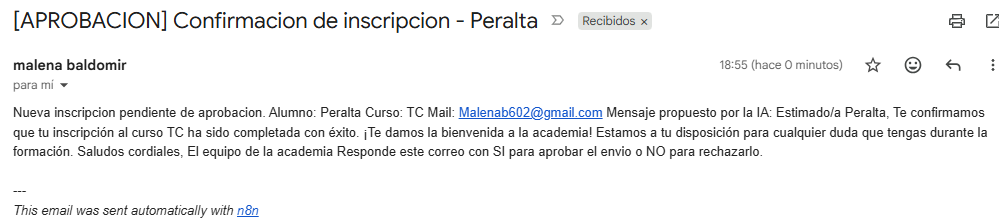 [APROBACION] Confirmacion de inscripcion - Peralta Recibidos ×
malena baldomir 18:55 (hace 0 minutos)
para mí
Nueva inscripcion pendiente de aprobacion. Alumno: Peralta Curso: TC Mail: Malenab602@gmail.com Mensaje propuesto por la IA: Estimado/a Peralta, Te confirmamos
que tu inscripción al curso TC ha sido completada con éxito. ¡Te damos la bienvenida a la academia! Estamos a tu disposición para cualquier duda que tengas durante la
formación. Saludos cordiales, El equipo de la academia Responde este correo con SI para aprobar el envio o NO para rechazarlo.
---
This email was sent automatically with n8n